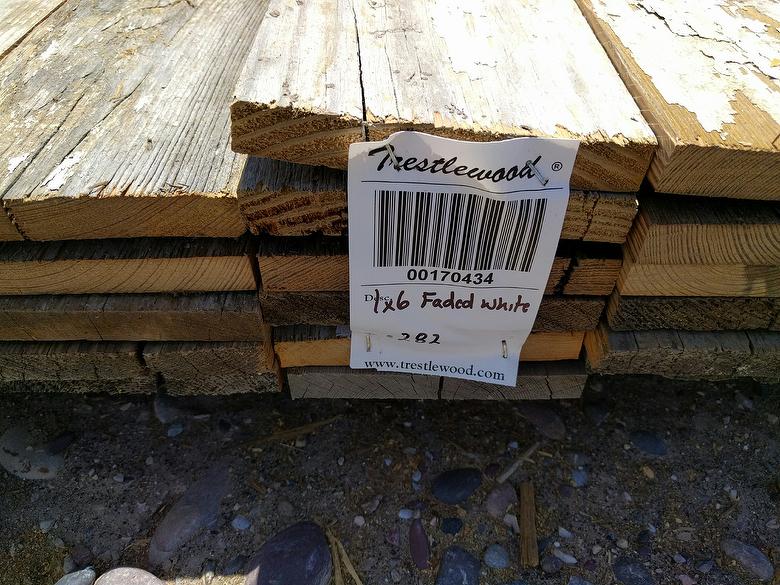 Trestlewood®
00170434
Desc. 1x6 Faded white
282
www.trestlewood.com